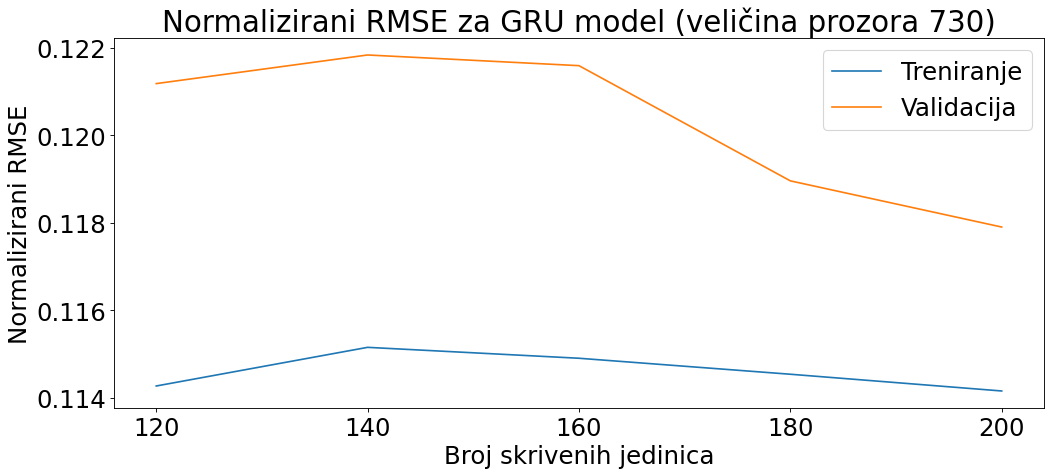 Normalizirani RMSE za GRU model (veličina prozora 730)
Normalizirani RMSE
0.122
0.120
0.118
0.116
0.114
Treniranje
Validacija
120 140 160 180 200
Broj skrivenih jedinica